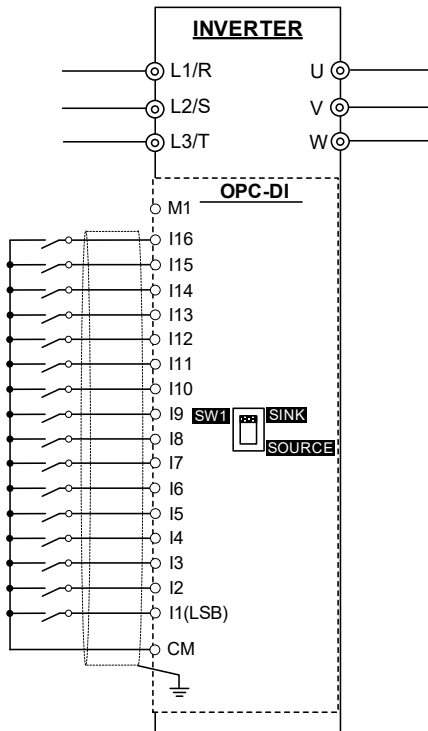 INVERTER
L1/R U
L2/S V
L3/T W
OPC-DI
M1
I16
I15
I14
I13
I12
I11
I10
I9
SW1 SINK
I8
SOURCE
I7
I6
I5
I4
I3
I2
I1(LSB)
CM